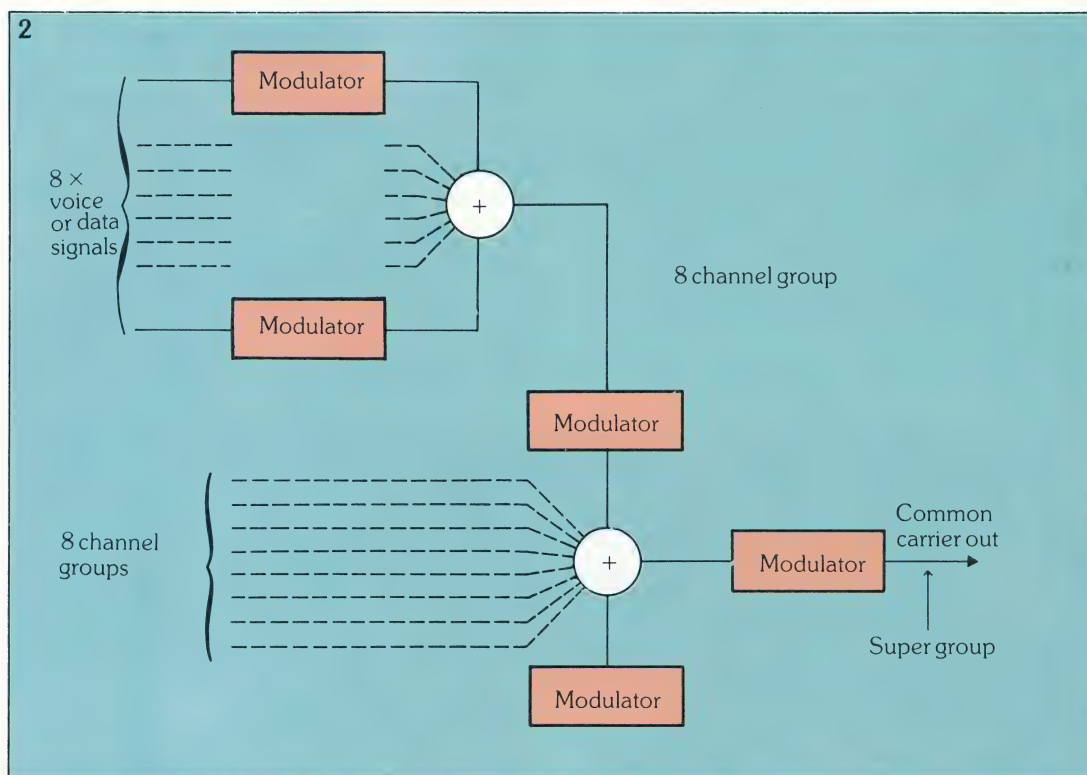 2
Modulator
8 ×
voice
or data
signals
+
Modulator
8 channel group
Modulator
8 channel
groups
+
Modulator
Common
carrier out
Super group
Modulator